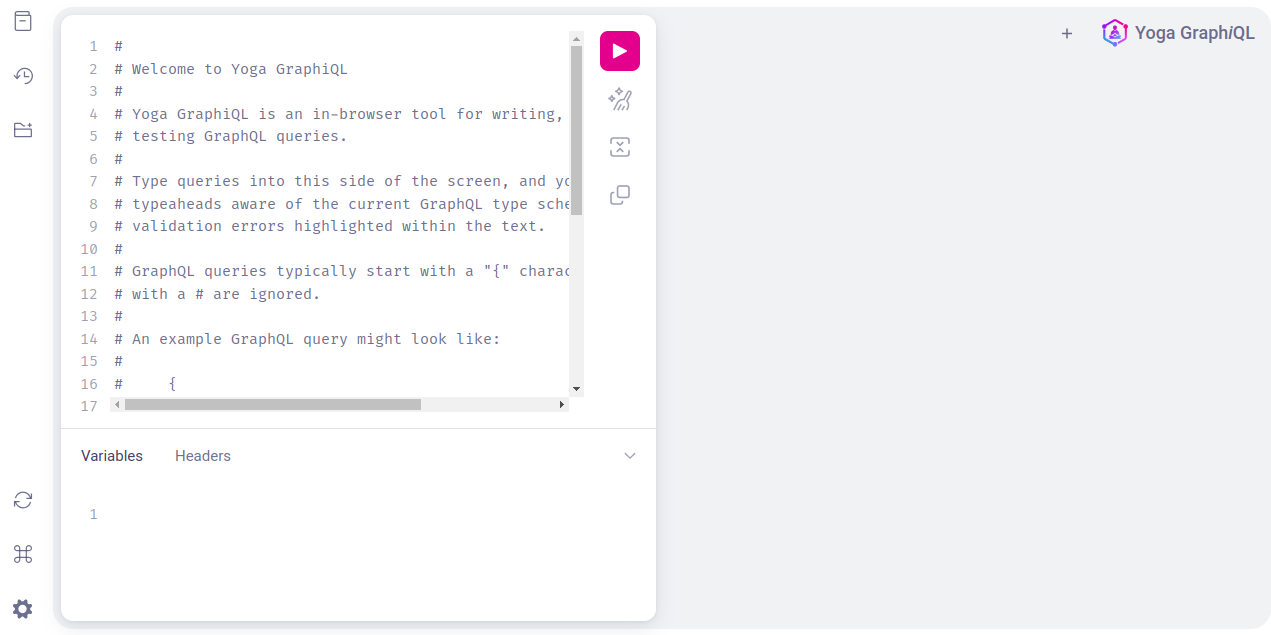 1 #
2 # Welcome to Yoga GraphiQL
3 #
4 # Yoga GraphiQL is an in-browser tool for writing,
5 # testing GraphQL queries.
6 #
7 # Type queries into this side of the screen, and
8 # typeaheads aware of the current GraphQL type
9 # validation errors highlighted within the text.
10 #
11 # GraphQL queries typically start with a "{"
12 # with a # are ignored.
13 #
14 # An example GraphQL query might look like:
15 #
16 #     {
17
Variables Headers
1
+ Yoga GraphiQL